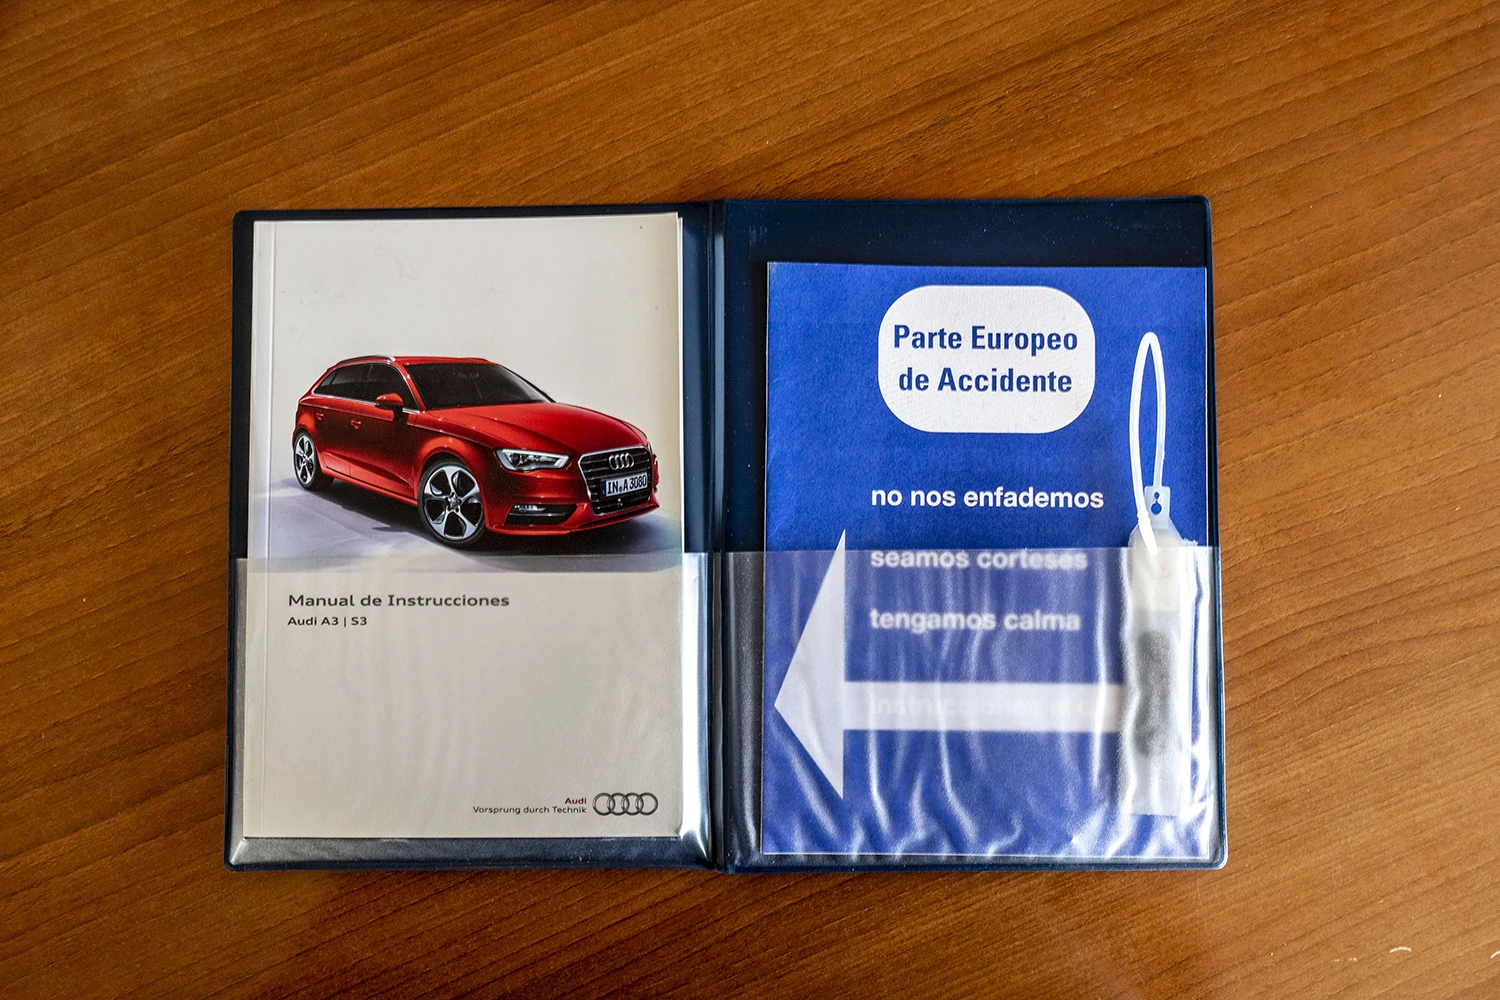 IN·A 3080
Manual de Instrucciones
Audi A3 | S3
Audi
Vorsprung durch Technik
Parte Europeo
de Accidente
no nos enfademos
seamos corteses
tengamos calma